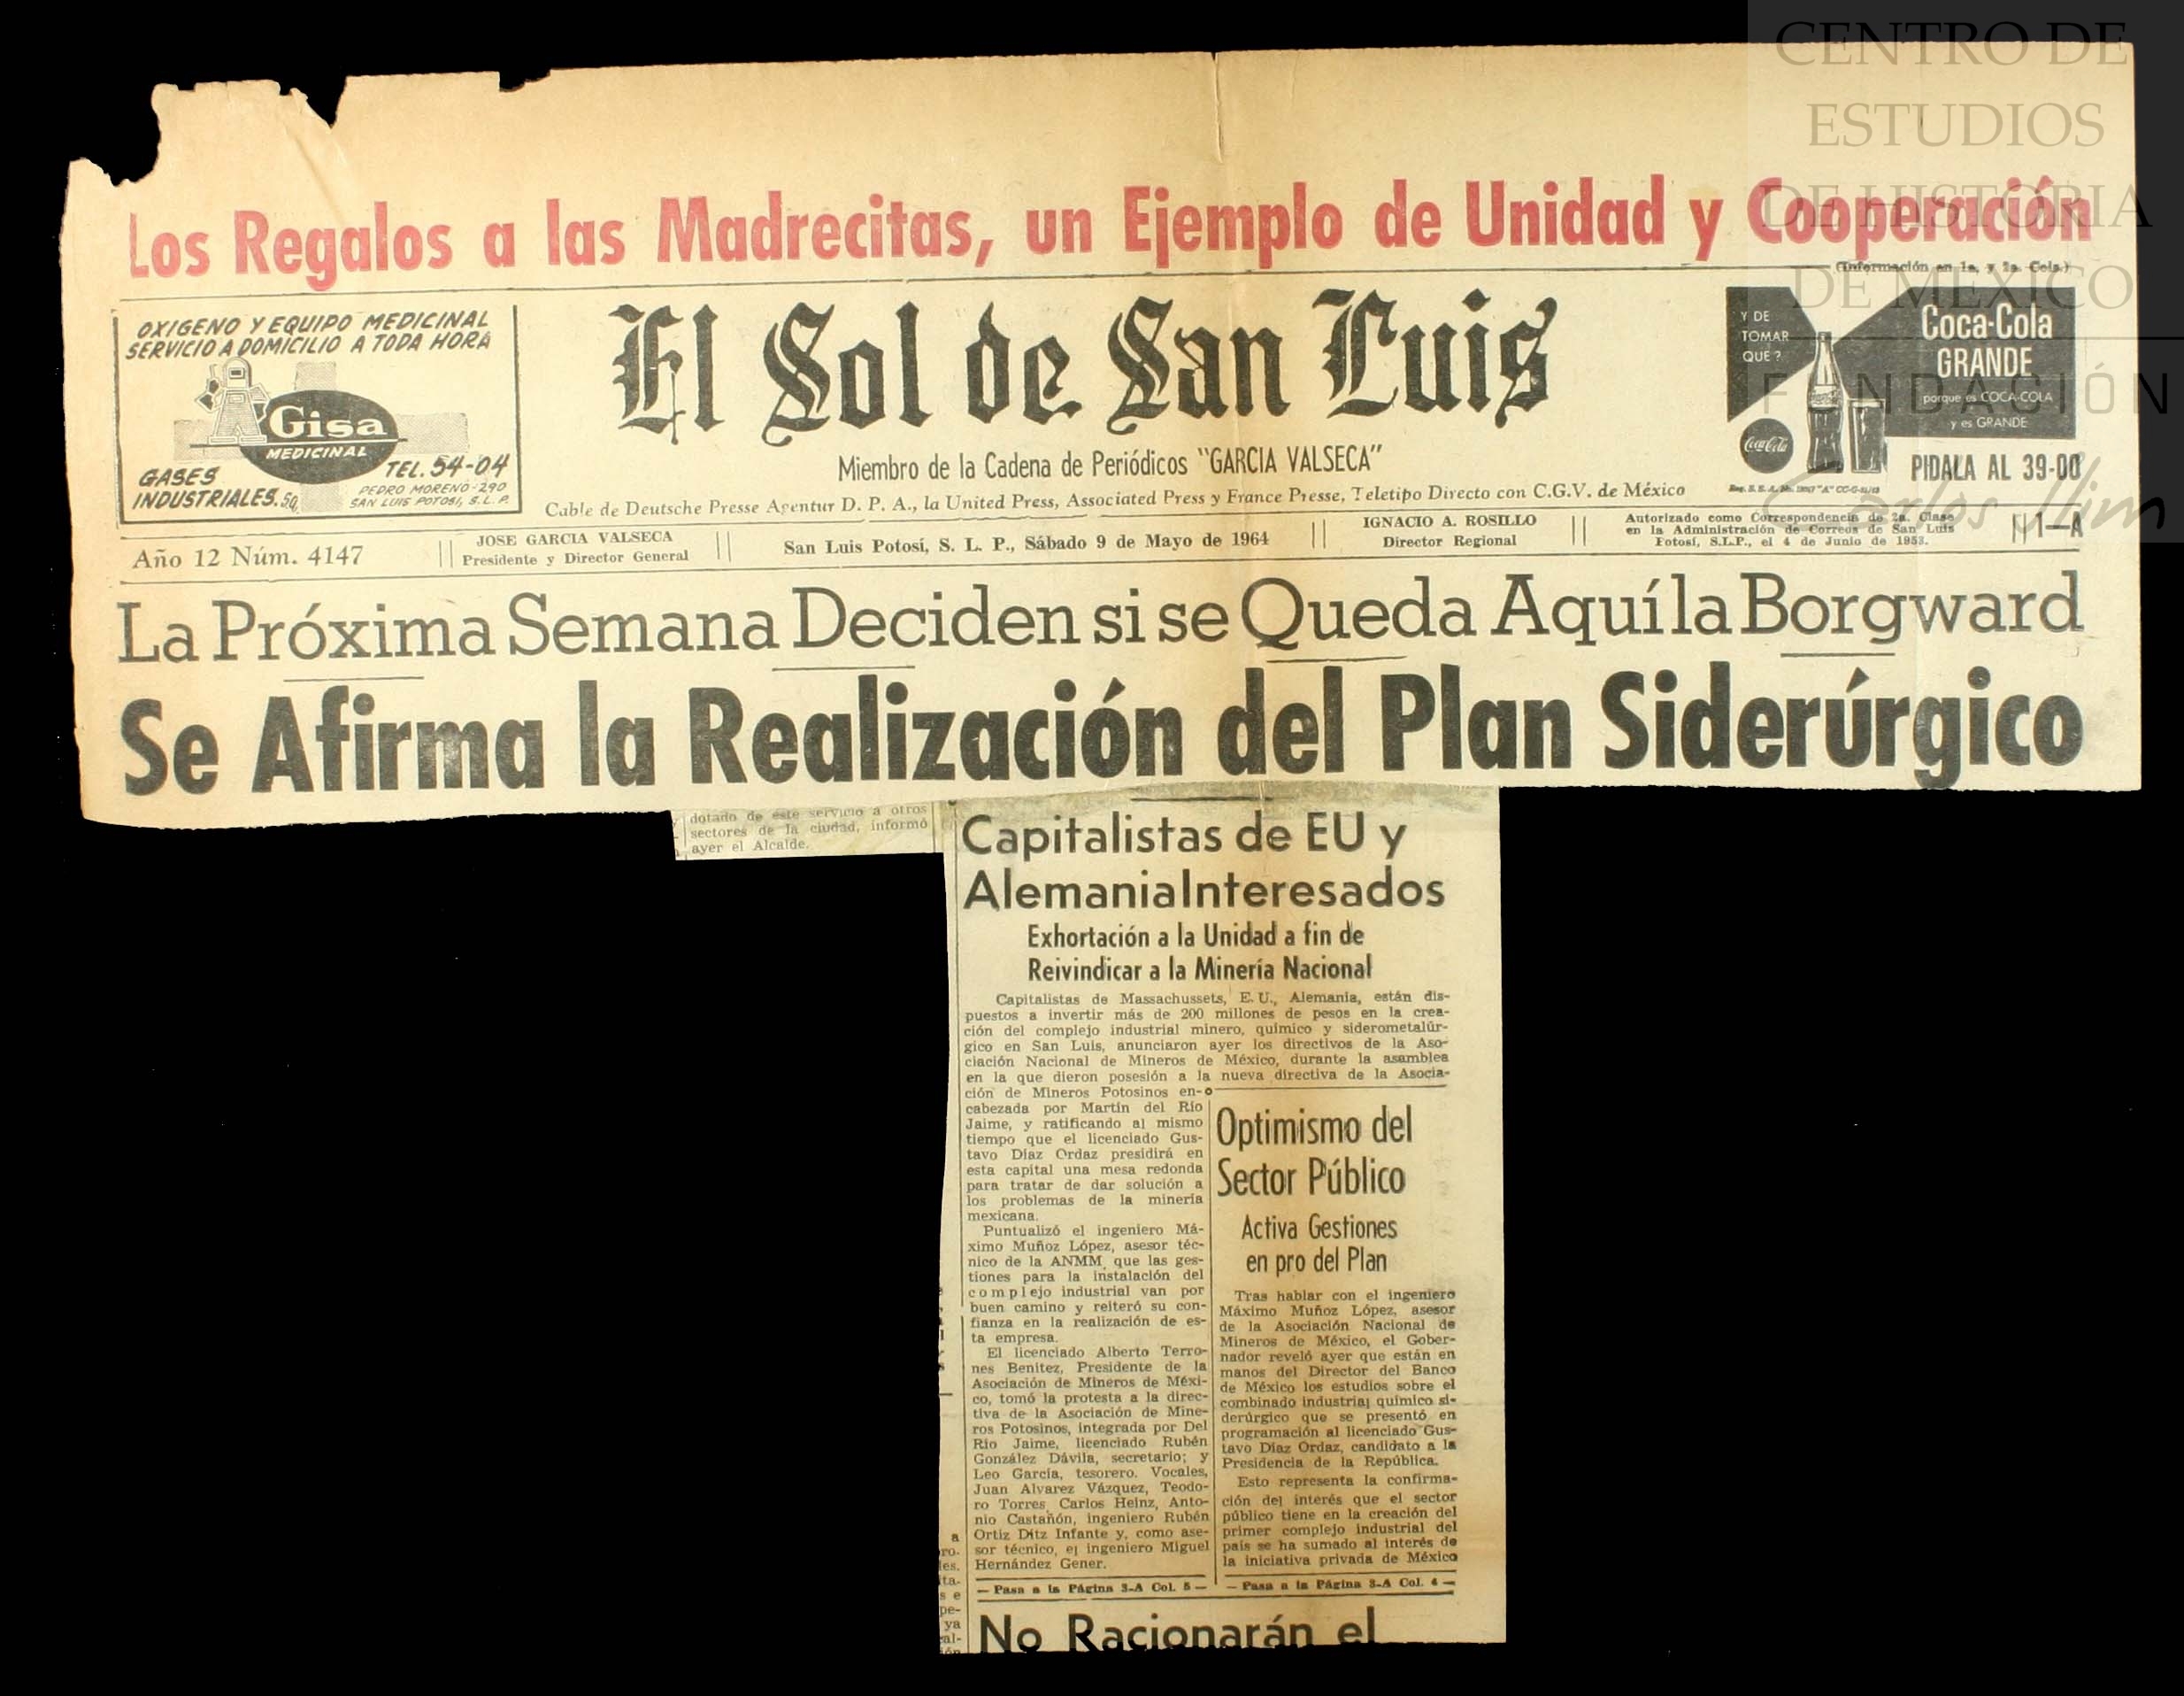 CENTRO DE
ESTUDIOS
DE HISTORIA
DE MEXICO
FUNDACIÓN
Carlos Slim
Los Regalos a las Madrecitas, un Ejemplo de Unidad y Cooperación
(Información en 1a. y 2a. Cols.)
OXIGENO Y EQUIPO MEDICINAL
SERVICIO A DOMICILIO A TODA HORA
Gisa
MEDICINAL
GASES
INDUSTRIALES. S.A.
TEL. 54-04
PEDRO MORENO-290
SAN LUIS POTOSI, S.L.P.
El Sol de San Luis
Miembro de la Cadena de Periódicos "GARCIA VALSECA"
Cable de Deutsche Presse Agentur D. P. A., la United Press, Associated Press y France Presse, Teletipo Directo con C.G.V. de México
Y DE
TOMAR
QUE?
Coca-Cola
GRANDE
porque es COCA-COLA
y es GRANDE
Coca-Cola
PIDALA AL 39-00
Año 12 Núm. 4147
JOSE GARCIA VALSECA
Presidente y Director General
San Luis Potosí, S. L. P., Sábado 9 de Mayo de 1964
IGNACIO A. ROSILLO
Director Regional
Autorizado como Correspondencia de 2a. Clase
en la Administración de Correos de San Luis
Potosí, S.L.P., el 4 de Junio de 1953.
1—A
La Próxima Semana Deciden si se Queda Aquí la Borgward
Se Afirma la Realización del Plan Siderúrgico
dotado de este servicio a otros
sectores de la ciudad, informó
ayer el Alcalde.
Capitalistas de EU y
Alemania Interesados
Exhortación a la Unidad a fin de
Reivindicar a la Minería Nacional
Capitalistas de Massachussets, E. U., Alemania, están dis-
puestos a invertir más de 200 millones de pesos en la crea-
ción del complejo industrial minero, químico y siderometalúr-
gico en San Luis, anunciaron ayer los directivos de la Aso-
ciación Nacional de Mineros de México, durante la asamblea
en la que dieron posesión a la nueva directiva de la Asocia-
ción de Mineros Potosinos en-
cabezada por Martín del Río
Jaime, y ratificando al mismo
tiempo que el licenciado Gus-
tavo Díaz Ordaz presidirá en
esta capital una mesa redonda
para tratar de dar solución a
los problemas de la minería
mexicana.
Puntualizó el ingeniero Má-
ximo Muñoz López, asesor téc-
nico de la ANMM, que las ges-
tiones para la instalación del
complejo industrial van por
buen camino y reiteró su con-
fianza en la realización de es-
ta empresa.
El licenciado Alberto Terro-
nes Benítez, Presidente de la
Asociación de Mineros de Méxi-
co, tomó la protesta a la direc-
tiva de la Asociación de Mine-
ros Potosinos, integrada por Del
Río Jaime, licenciado Rubén
González Dávila, secretario; y
Leo García, tesorero. Vocales,
Juan Alvarez Vázquez, Teodo-
ro Torres, Carlos Heinz, Anto-
nio Castañón, ingeniero Rubén
Ortiz Ditz Infante y, como ase-
sor técnico, el ingeniero Miguel
Hernández Gener.
— Pasa a la Página 3-A Col. 5 —
Optimismo del
Sector Público
Activa Gestiones
en pro del Plan
Tras hablar con el ingeniero
Máximo Muñoz López, asesor
de la Asociación Nacional de
Mineros de México, el Gober-
nador reveló ayer que están en
manos del Director del Banco
de México los estudios sobre el
combinado industrial químico si-
derúrgico que se presentó en
programación al licenciado Gus-
tavo Díaz Ordaz, candidato a la
Presidencia de la República.
Esto representa la confirma-
ción del interés que el sector
público tiene en la creación del
primer complejo industrial del
país se ha sumado al interés de
la iniciativa privada de México
— Pasa a la Página 3-A Col. 4 —
No Racionarán el
a
ro-
les.
ta-
s e
pe-
ya
al-